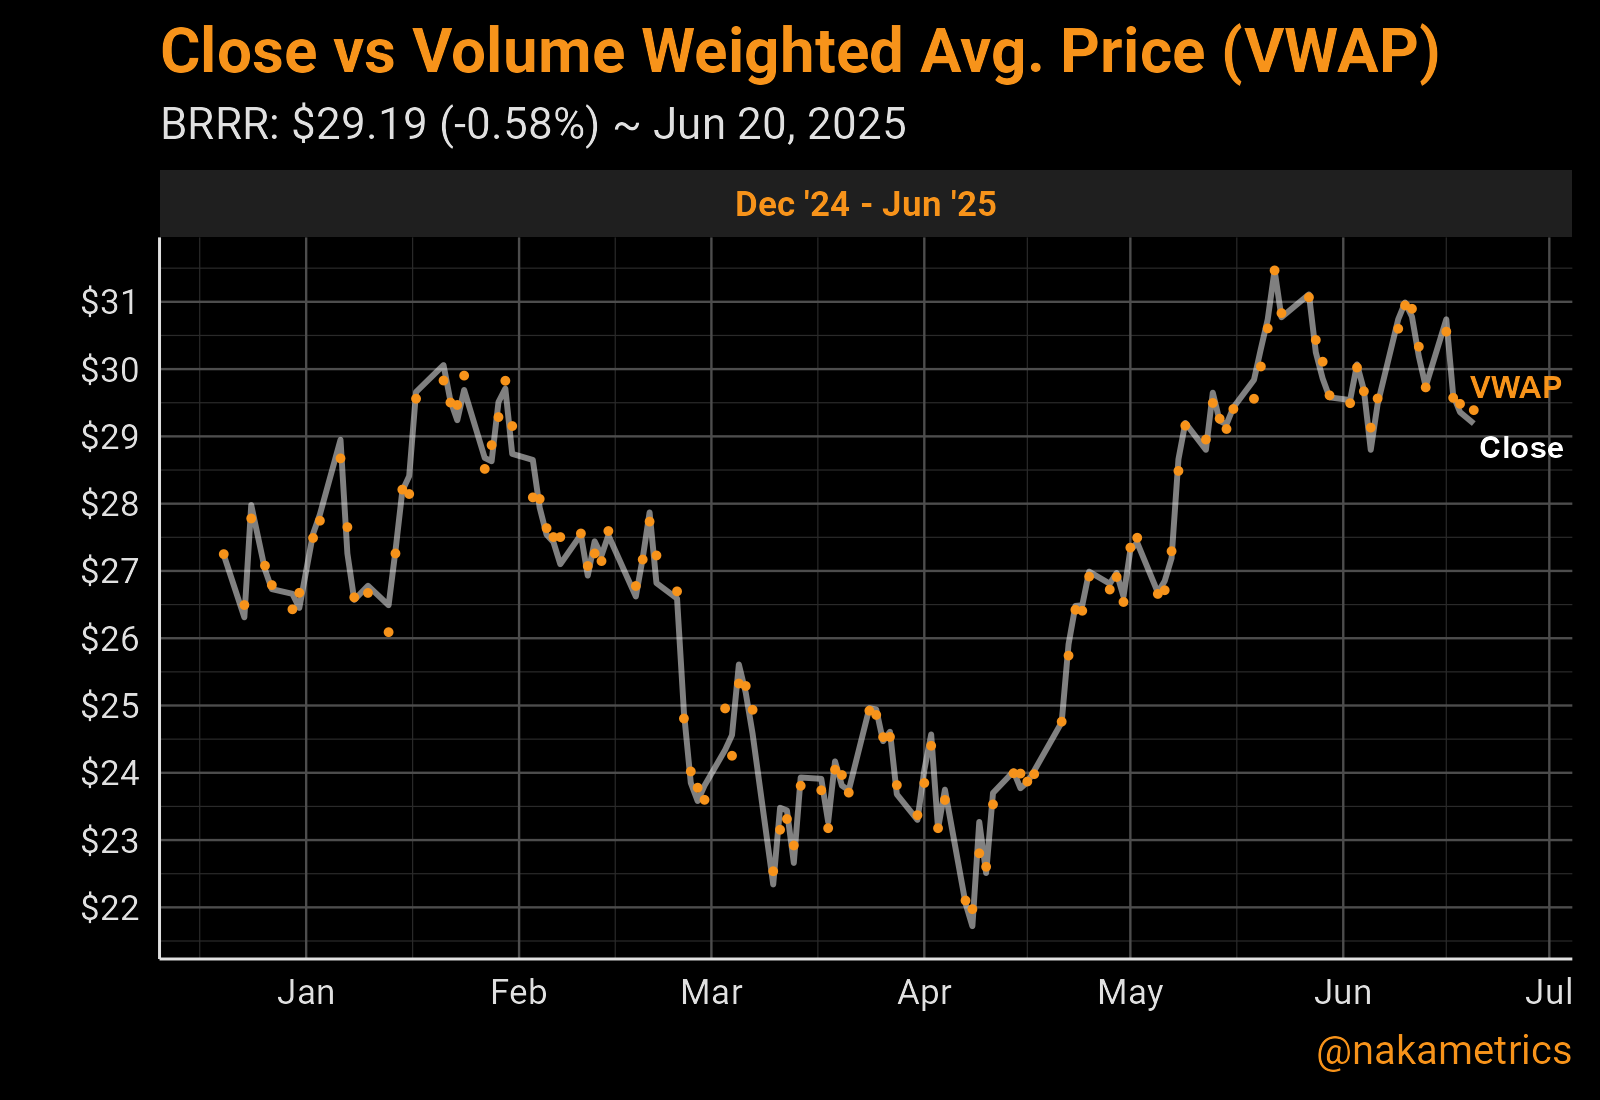 Close vs Volume Weighted Avg. Price (VWAP)
BRRR: $29.19 (-0.58%) ~ Jun 20, 2025
Dec '24 - Jun '25
$31
$30
$29
$28
$27
$26
$25
$24
$23
$22
VWAP
Close
Jan Feb Mar Apr May Jun Jul
@nakametrics